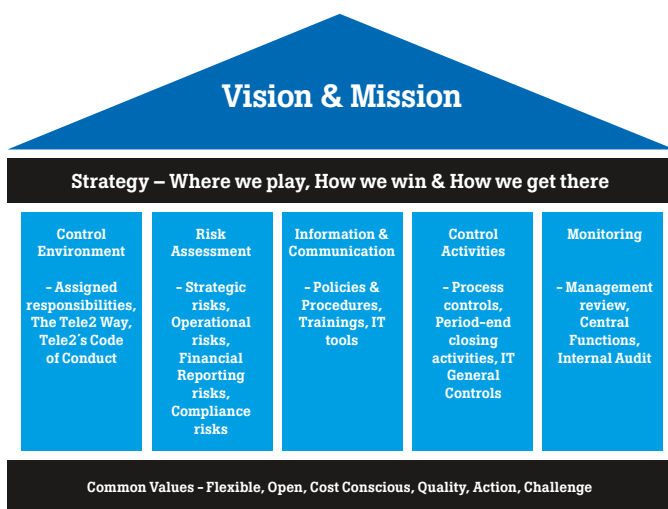 Vision & Mission
Strategy – Where we play, How we win & How we get there
Control
Environment
– Assigned
responsibilities,
The Tele2 Way,
Tele2´s Code
of Conduct
Risk
Assessment
– Strategic
risks,
Operational
risks,
Financial
Reporting
risks,
Compliance
risks
Information &
Communication
– Policies &
Procedures,
Trainings, IT
tools
Control
Activities
– Process
controls,
Period-end
closing
activities, IT
General
Controls
Monitoring
– Management
review,
Central
Functions,
Internal Audit
Common Values – Flexible, Open, Cost Conscious, Quality, Action, Challenge